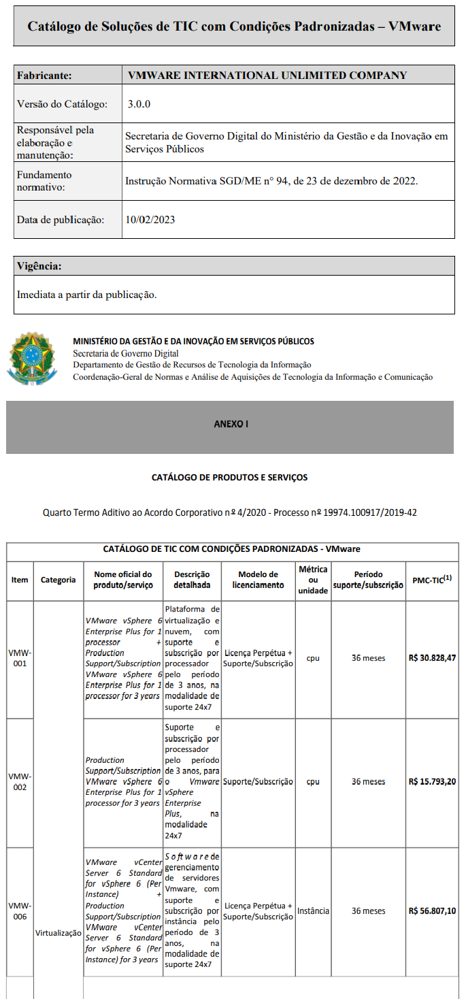 Catálogo de Soluções de TIC com Condições Padronizadas – VMware
Fabricante: VMWARE INTERNATIONAL UNLIMITED COMPANY
Versão do Catálogo: 3.0.0
Responsável pela
elaboração e
manutenção:
Secretaria de Governo Digital do Ministério da Gestão e da Inovação em
Serviços Públicos
Fundamento
normativo:
Instrução Normativa SGD/ME n° 94, de 23 de dezembro de 2022.
Data de publicação: 10/02/2023
Vigência:
Imediata a partir da publicação.
MINISTÉRIO DA GESTÃO E DA INOVAÇÃO EM SERVIÇOS PÚBLICOS
Secretaria de Governo Digital
Departamento de Gestão de Recursos de Tecnologia da Informação
Coordenação-Geral de Normas e Análise de Aquisições de Tecnologia da Informação e Comunicação
ANEXO I
CATÁLOGO DE PRODUTOS E SERVIÇOS
Quarto Termo Aditivo ao Acordo Corporativo nº 4/2020 - Processo nº 19974.100917/2019-42
CATÁLOGO DE TIC COM CONDIÇÕES PADRONIZADAS - VMware
Item
Categoria
Nome oficial do
produto/serviço
Descrição
detalhada
Modelo de
licenciamento
Métrica
ou
unidade
Período
suporte/subscrição
PMC-TIC(1)
VMW-
001
VMware vSphere 6
Enterprise Plus for 1
processor +
Production
Support/Subscription
VMware vSphere 6
Enterprise Plus for 1
processor for 3 years
Plataforma de
virtualização e
nuvem, com
suporte e
subscrição por
processador
pelo período
de 3 anos, na
modalidade de
suporte 24x7
Licença Perpétua +
Suporte/Subscrição
cpu
36 meses
R$ 30.828,47
VMW-
002
Production
Support/Subscription
VMware vSphere 6
Enterprise Plus for 1
processor for 3 years
Suporte e
subscrição por
processador
pelo período
de 3 anos, para
o Vmware
vSphere
Enterprise
Plus, na
modalidade
24x7
Suporte/Subscrição
cpu
36 meses
R$ 15.793,20
VMW-
006
Virtualização
VMware vCenter
Server 6 Standard
for vSphere 6 (Per
Instance) +
Production
Support/Subscription
VMware vCenter
Server 6 Standard
for vSphere 6 (Per
Instance) for 3 years
Software de
gerenciamento
de servidores
Vmware, com
suporte e
subscrição por
instância pelo
período de 3
anos, na
modalidade de
suporte 24x7
Licença Perpétua +
Suporte/Subscrição
Instância
36 meses
R$ 56.807,10